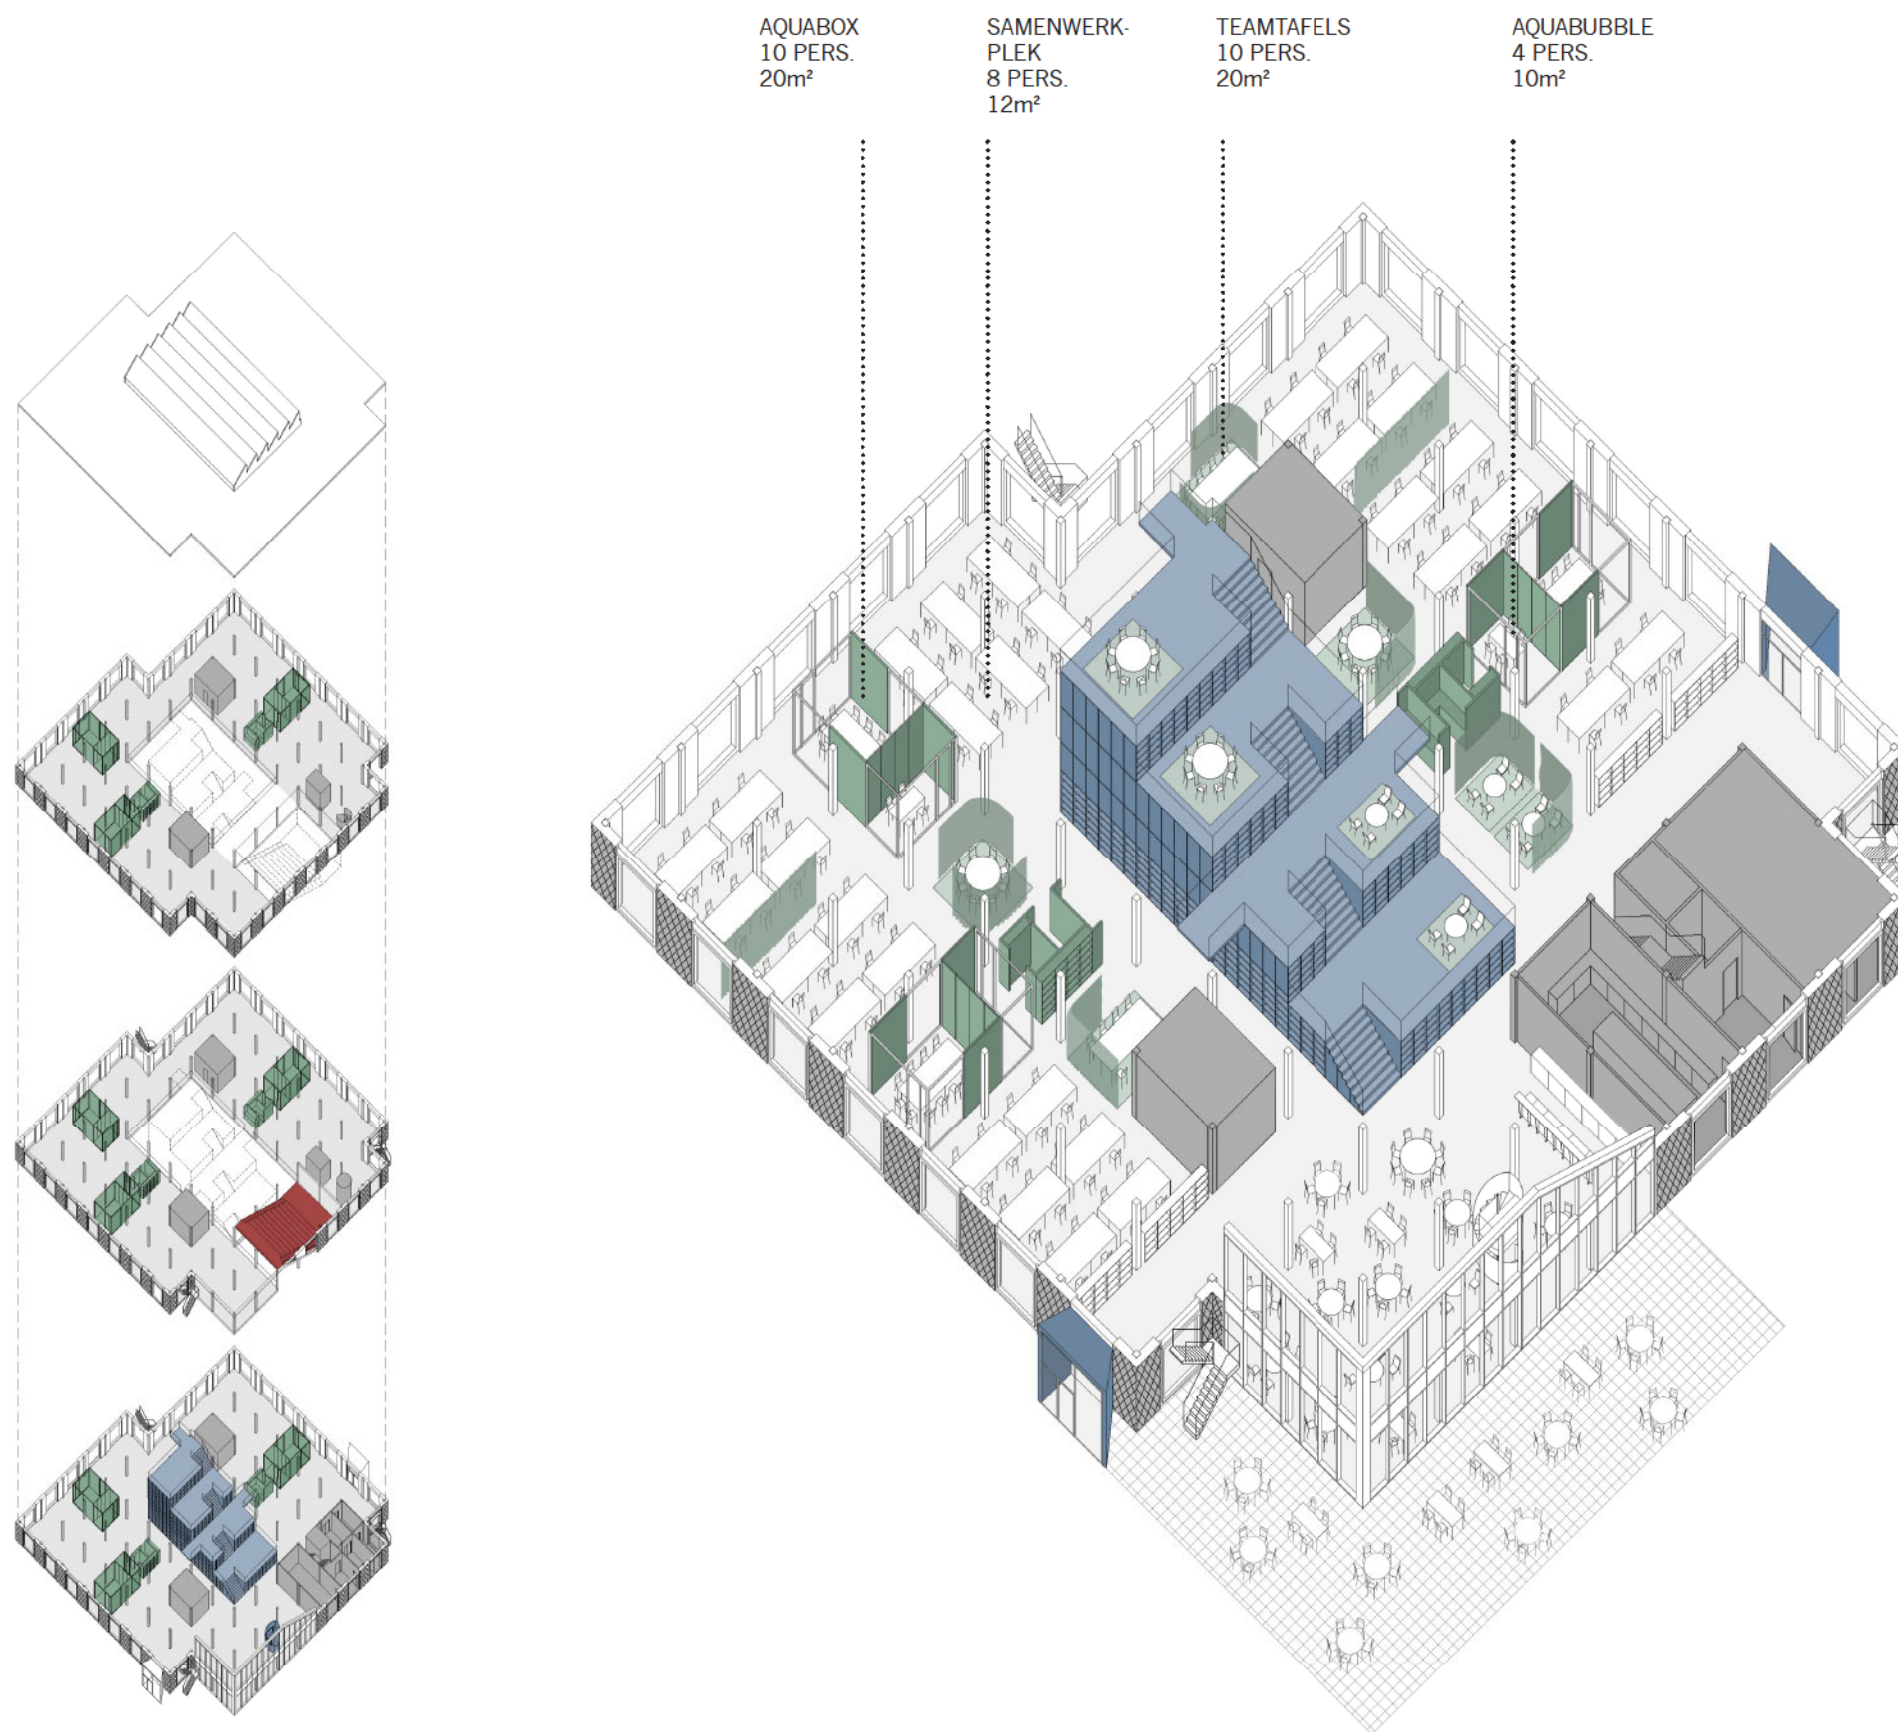 AQUABOX
10 PERS.
20m²
SAMENWERK-
PLEK
8 PERS.
12m²
TEAMTAFELS
10 PERS.
20m²
AQUABUBBLE
4 PERS.
10m²